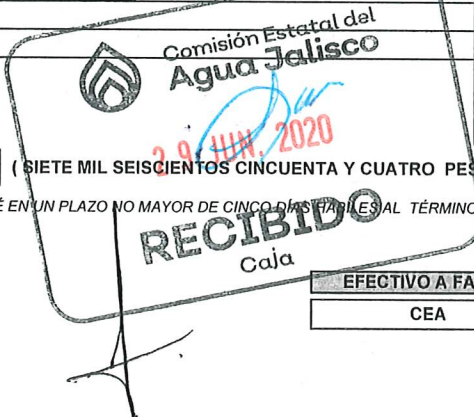 Comisión Estatal del
Agua Jalisco
29 JUN. 2020
( SIETE MIL SEISCIENTOS CINCUENTA Y CUATRO PES
É EN UN PLAZO NO MAYOR DE CINCO DÍAS HÁBILES AL TÉRMINO
RECIBIDO
Caja
EFECTIVO A FA
CEA